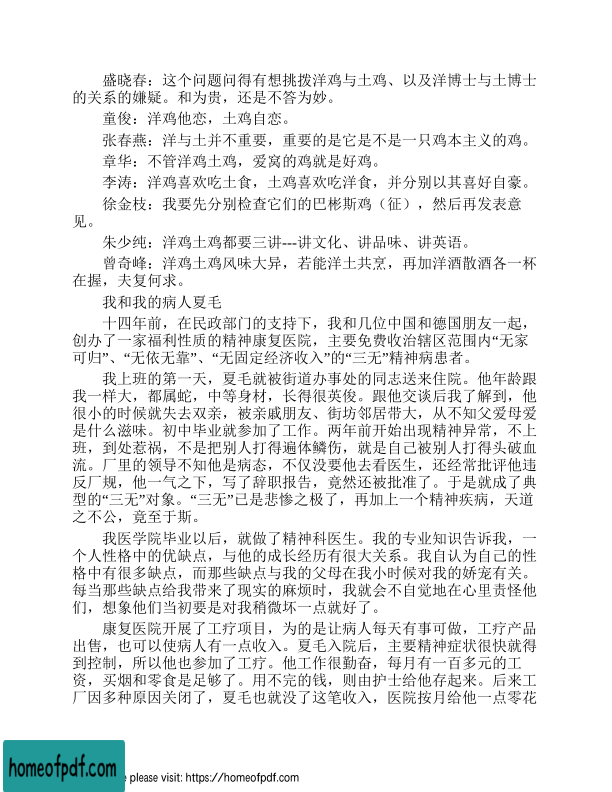 盛晓春：这个问题问得有想挑拨洋鸡与土鸡、以及洋博士与土博士
的关系的嫌疑。和为贵，还是不答为妙。
童俊：洋鸡他恋，土鸡自恋。
张春燕：洋与土并不重要，重要的是它是不是一只鸡本主义的鸡。
章华：不管洋鸡土鸡，爱窝的鸡就是好鸡。
李涛：洋鸡喜欢吃土食，土鸡喜欢吃洋食，并分别以其喜好自豪。
徐金枝：我要先分别检查它们的巴彬斯鸡（征），然后再发表意
见。
朱少纯：洋鸡土鸡都要三讲---讲文化、讲品味、讲英语。
曾奇峰：洋鸡土鸡风味大异，若能洋土共烹，再加洋酒散酒各一杯
在握，夫复何求。
我和我的病人夏毛
十四年前，在民政部门的支持下，我和几位中国和德国朋友一起，
创办了一家福利性质的精神康复医院，主要免费收治辖区范围内“无家
可归”、“无依无靠”、“无固定经济收入”的“三无”精神病患者。
我上班的第一天，夏毛就被街道办事处的同志送来住院。他年龄跟
我一样大，都属蛇，中等身材，长得很英俊。跟他交谈后我了解到，他
很小的时候就失去双亲，被亲戚朋友、街坊邻居带大，从不知父爱母爱
是什么滋味。初中毕业就参加了工作。两年前开始出现精神异常，不上
班，到处惹祸，不是把别人打得遍体鳞伤，就是自己被别人打得头破血
流。厂里的领导不知他是病态，不仅没要他去看医生，还经常批评他违
反厂规，他一气之下，写了辞职报告，竟然还被批准了。于是就成了典
型的“三无”对象。“三无”已是悲惨之极了，再加上一个精神疾病，天道
之不公，竟至于斯。
我医学院毕业以后，就做了精神科医生。我的专业知识告诉我，一
个人性格中的优缺点，与他的成长经历有很大关系。我自认为自己的性
格中有很多缺点，而那些缺点与我的父母在我小时候对我的娇宠有关。
每当那些缺点给我带来了现实的麻烦时，我就会不自觉地在心里责怪他
们，想象他们当初要是对我稍微坏一点就好了。
康复医院开展了工疗项目，为的是让病人每天有事可做，工疗产品
出售，也可以使病人有一点收入。夏毛入院后，主要精神症状很快就得
到控制，所以他也参加了工疗。他工作很勤奋，每月有一百多元的工
资，买烟和零食是足够了。用不完的钱，则由护士给他存起来。后来工
厂因多种原因关闭了，夏毛也就没了这笔收入，医院按月给他一点零花
homeofpdf.com
please visit: https://homeofpdf.com